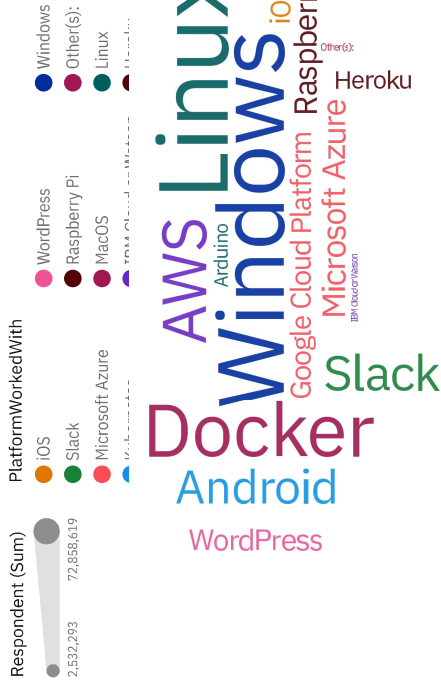 Respondent (Sum)
2,532,293
72,858,619
PlatformWorkedWith
iOS
WordPress
Windows
Slack
Raspberry Pi
Other(s):
Microsoft Azure
MacOS
Linux
Linux
Windows
AWS
Arduino
Google Cloud Platform
Microsoft Azure
Other(s):
Heroku
IBM Cloud or Watson
Slack
Docker
Android
WordPress